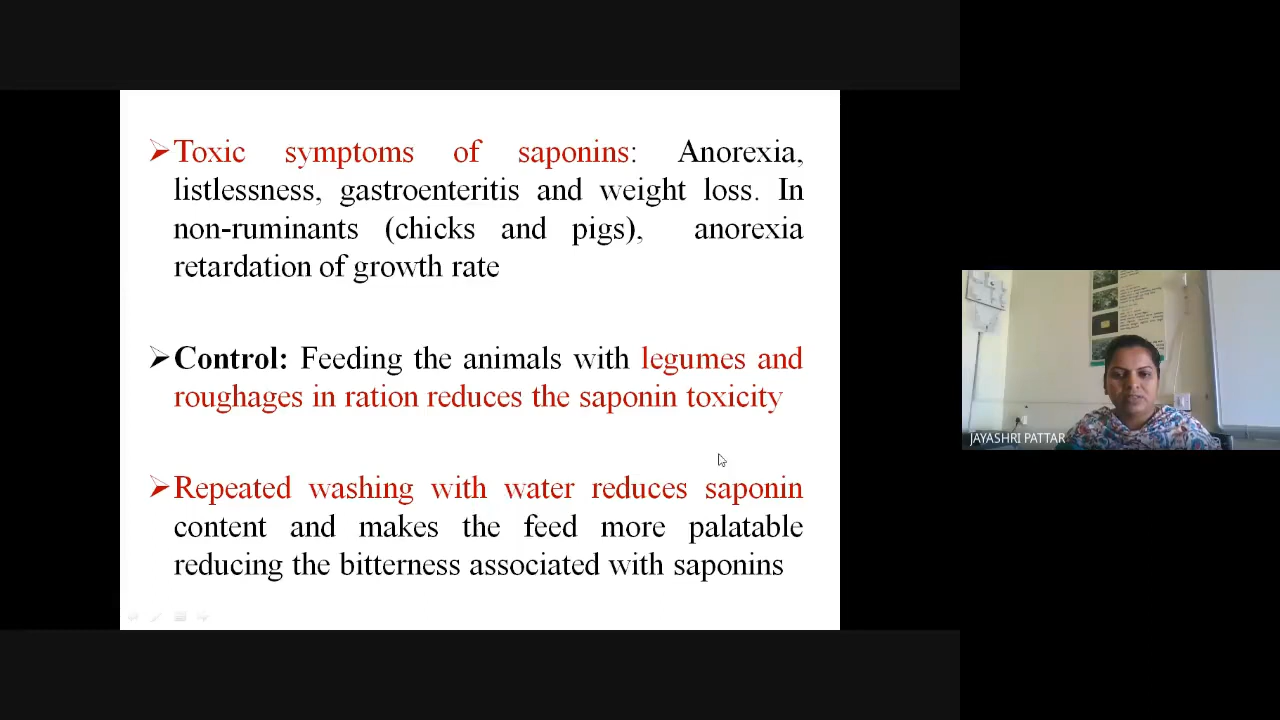 Toxic symptoms of saponins: Anorexia,
listlessness, gastroenteritis and weight loss. In
non-ruminants (chicks and pigs), anorexia
retardation of growth rate
Control: Feeding the animals with legumes and
roughages in ration reduces the saponin toxicity
Repeated washing with water reduces saponin
content and makes the feed more palatable
reducing the bitterness associated with saponins
JAYASHRI PATTAR